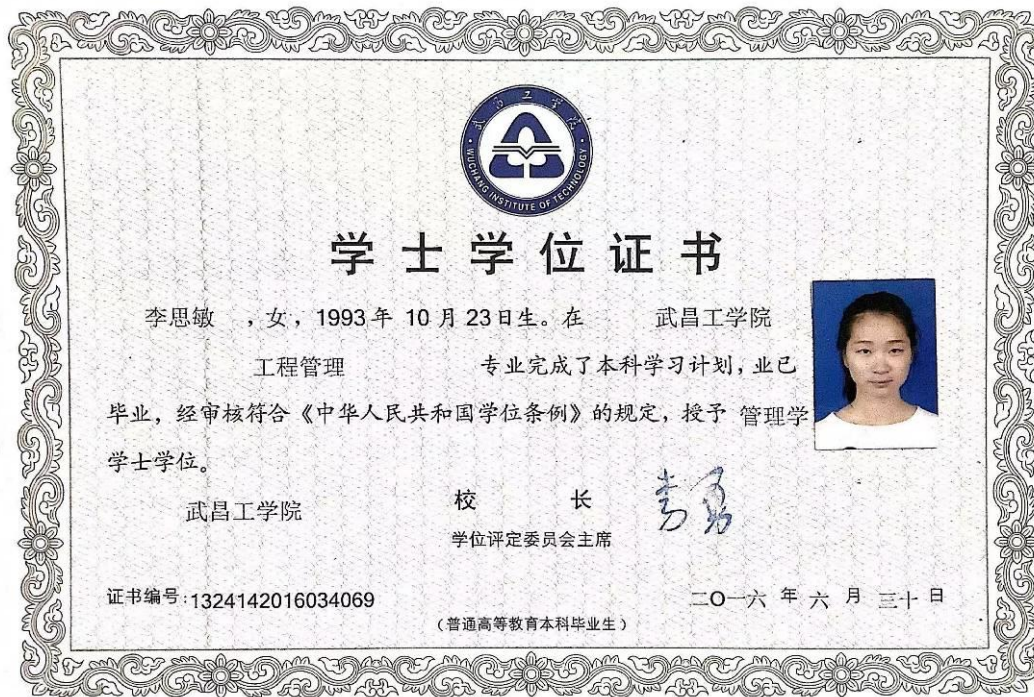 武昌工学院
WUCHANG INSTITUTE OF TECHNOLOGY
学士学位证书
李思敏 ，女，1993年 10 月 23日生。在 武昌工学院
工程管理 专业完成了本科学习计划，业已
毕业，经审核符合《中华人民共和国学位条例》的规定，授予 管理学
学士学位。
武昌工学院 校 长
学位评定委员会主席
证书编号:1324142016034069 二〇一六 年 六 月 三十 日
（普通高等教育本科毕业生）